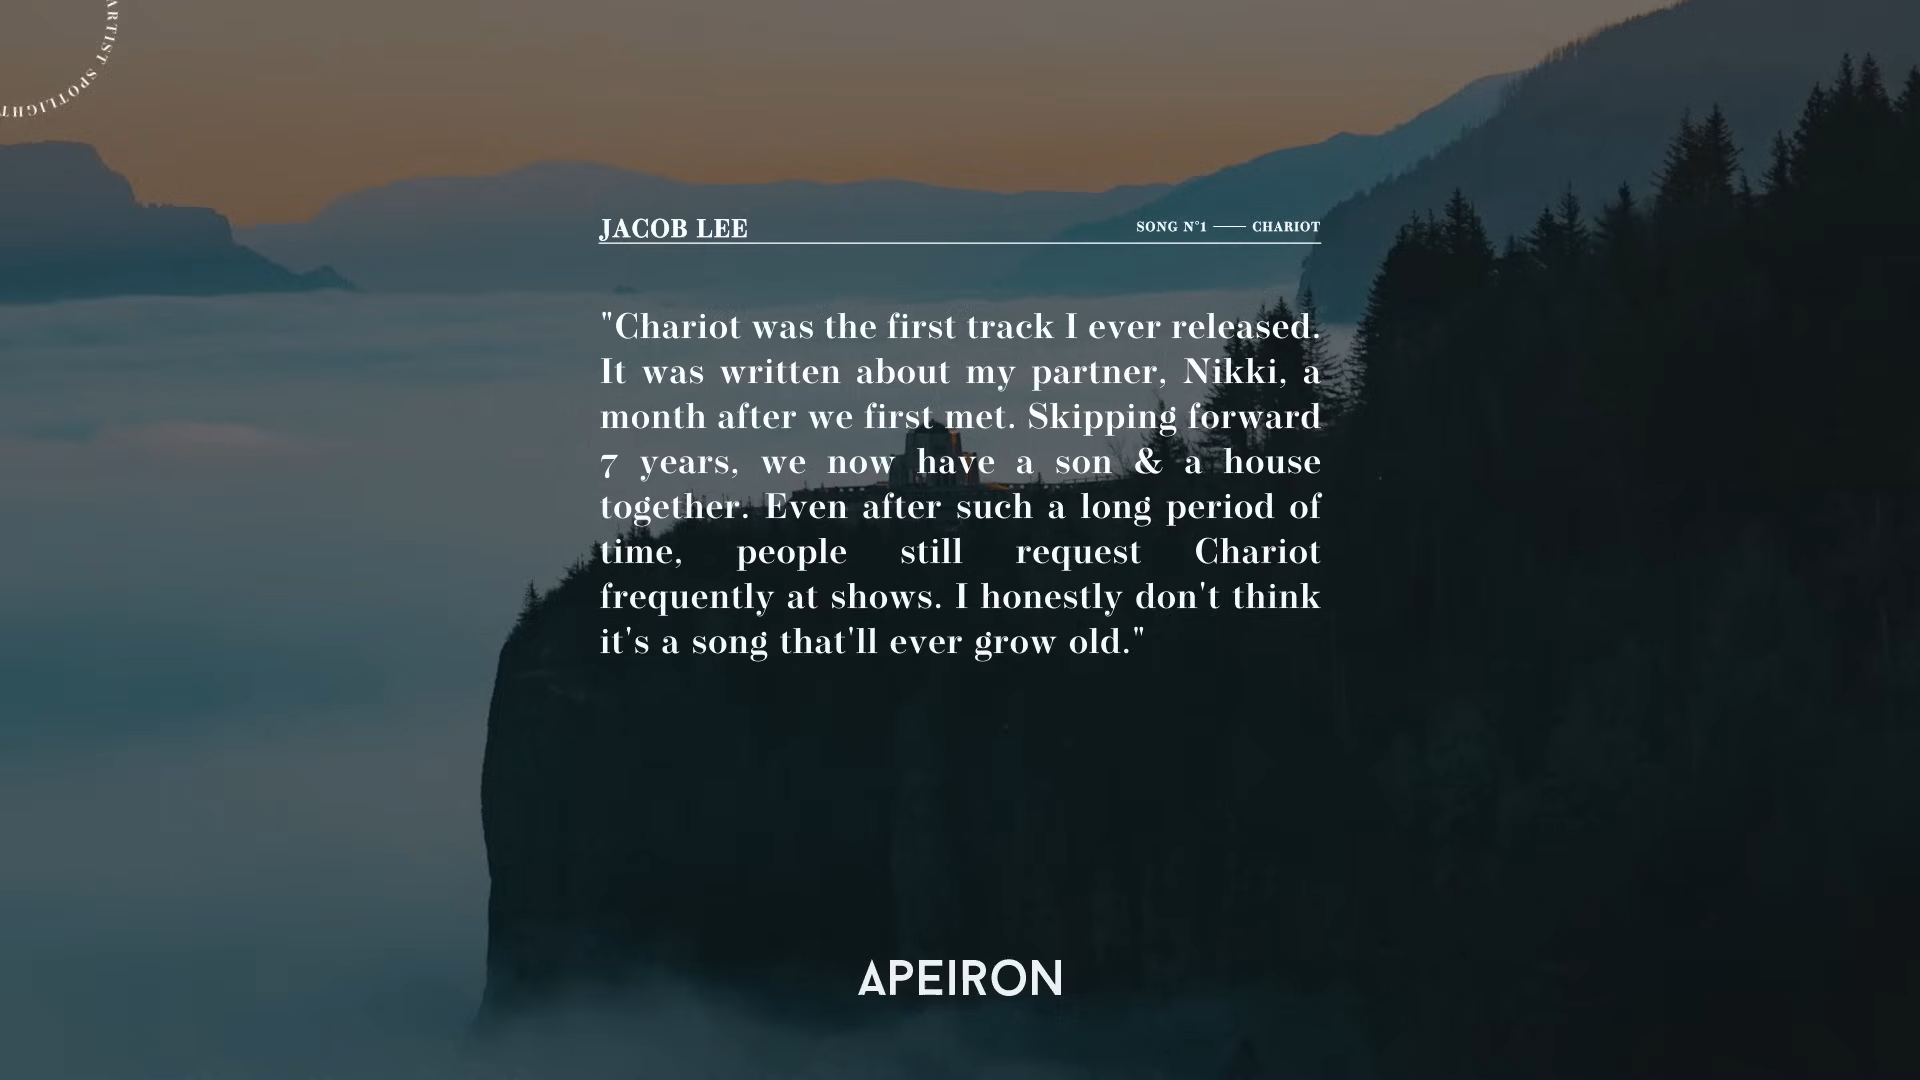 ARTIST SPOTLIGHT
JACOB LEE
SONG N°1 — CHARIOT
"Chariot was the first track I ever released.
It was written about my partner, Nikki, a
month after we first met. Skipping forward
7 years, we now have a son & a house
together. Even after such a long period of
time, people still request Chariot
frequently at shows. I honestly don't think
it's a song that'll ever grow old."
APEIRON